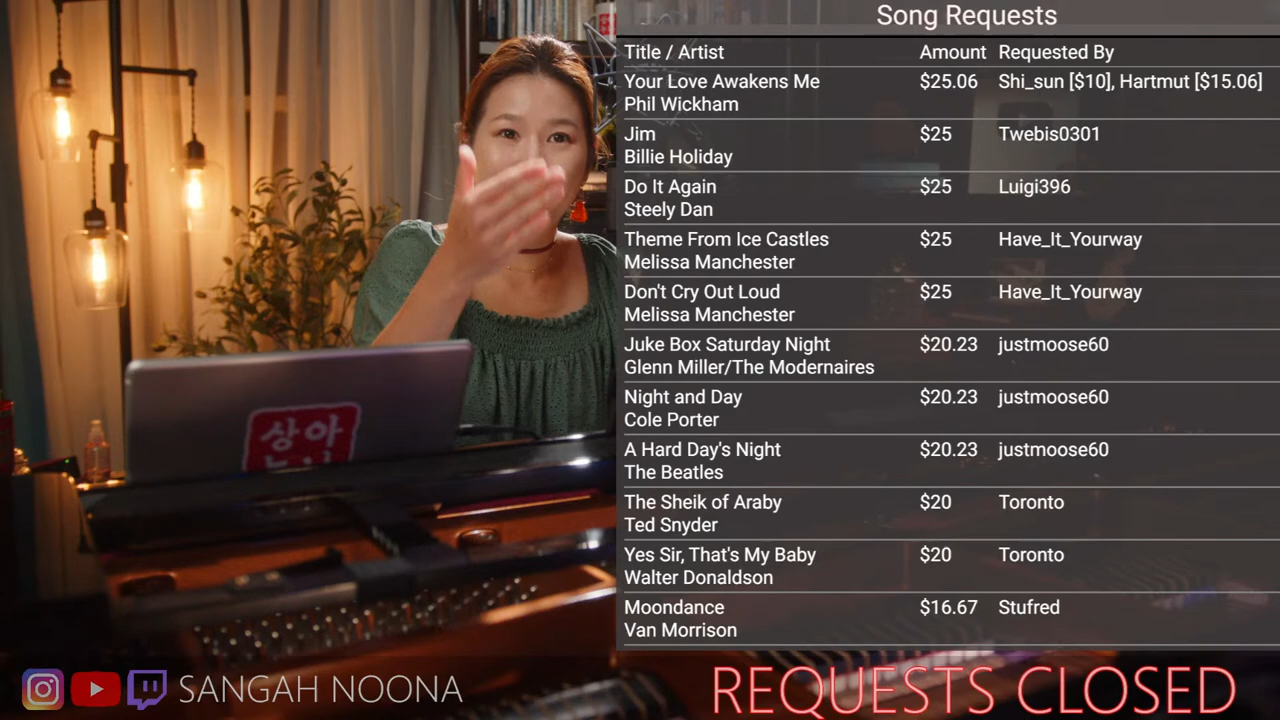 Song Requests
Title / Artist Amount Requested By
Your Love Awakens Me $25.06 Shi_sun [$10], Hartmut [$15.06]
Phil Wickham
Jim $25 Twebis0301
Billie Holiday
Do It Again $25 Luigi396
Steely Dan
Theme From Ice Castles $25 Have_It_Yourway
Melissa Manchester
Don't Cry Out Loud $25 Have_It_Yourway
Melissa Manchester
Juke Box Saturday Night $20.23 justmoose60
Glenn Miller/The Modernaires
Night and Day $20.23 justmoose60
Cole Porter
A Hard Day's Night $20.23 justmoose60
The Beatles
The Sheik of Araby $20 Toronto
Ted Snyder
Yes Sir, That's My Baby $20 Toronto
Walter Donaldson
Moondance $16.67 Stufred
Van Morrison
상아
SANGAH NOONA
REQUESTS CLOSED